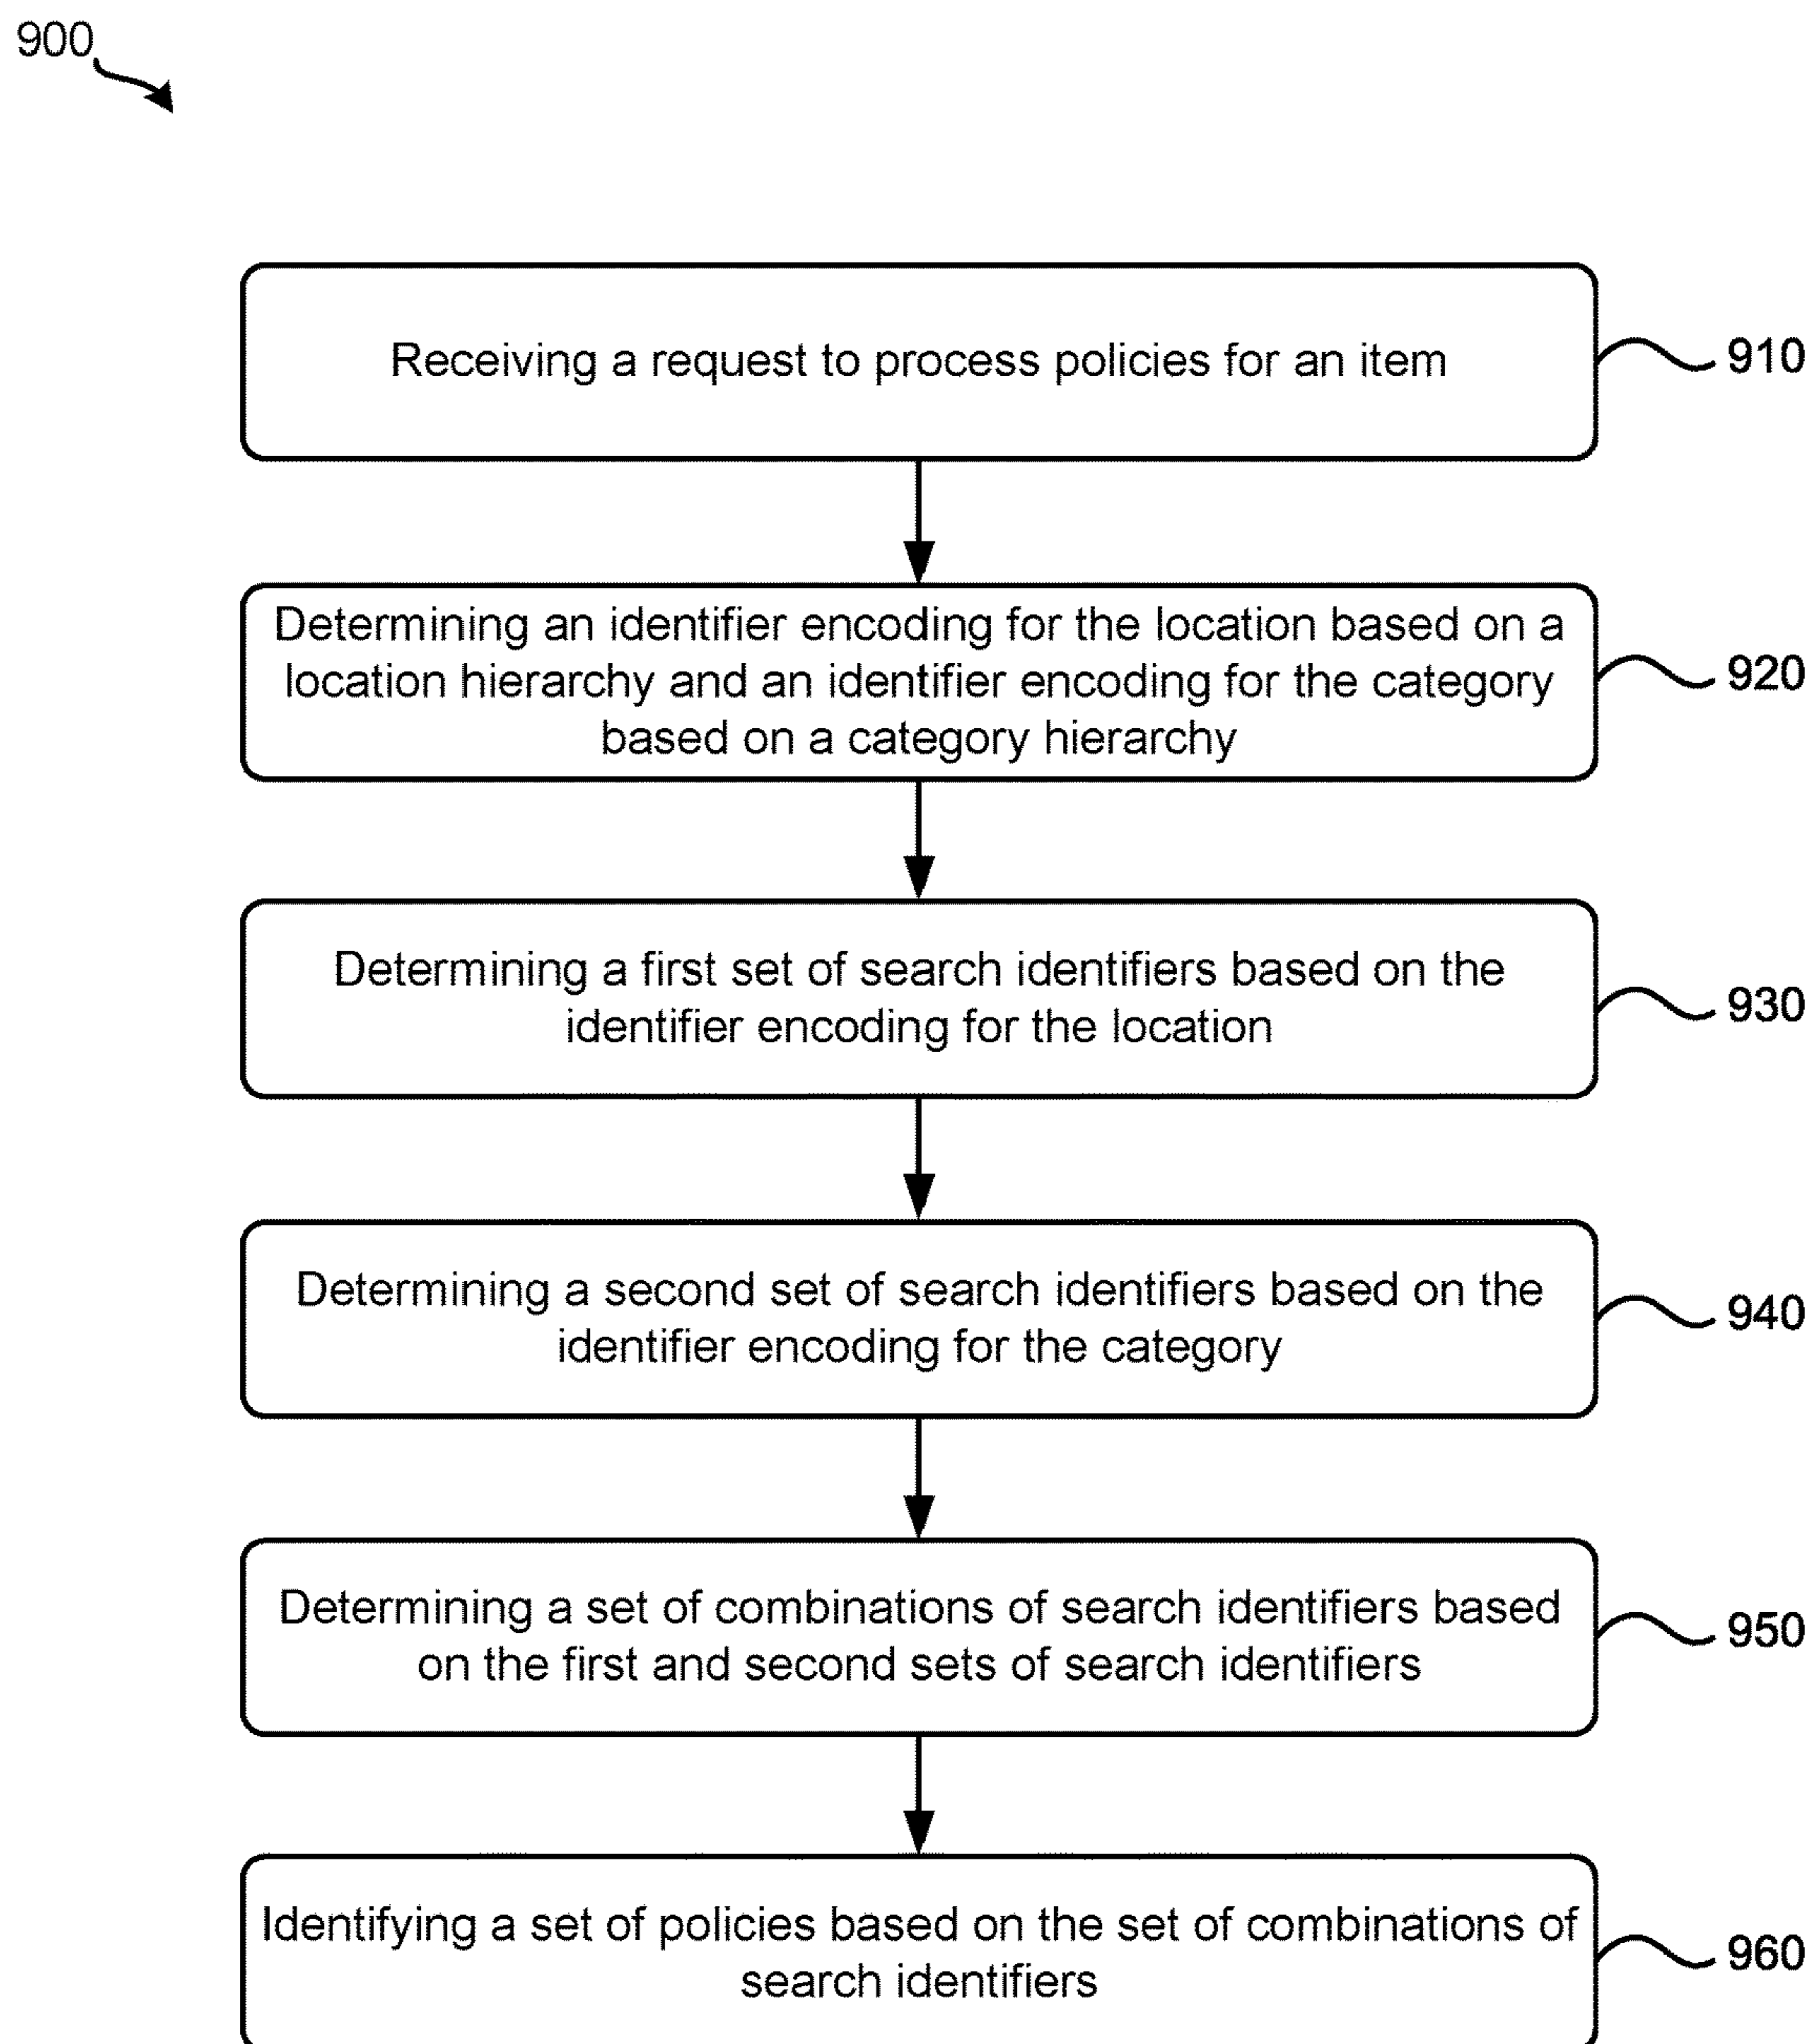 900
Receiving a request to process policies for an item
910
Determining an identifier encoding for the location based on a
location hierarchy and an identifier encoding for the category
based on a category hierarchy
920
Determining a first set of search identifiers based on the
identifier encoding for the location
930
Determining a second set of search identifiers based on the
identifier encoding for the category
940
Determining a set of combinations of search identifiers based
on the first and second sets of search identifiers
950
Identifying a set of policies based on the set of combinations of
search identifiers
960